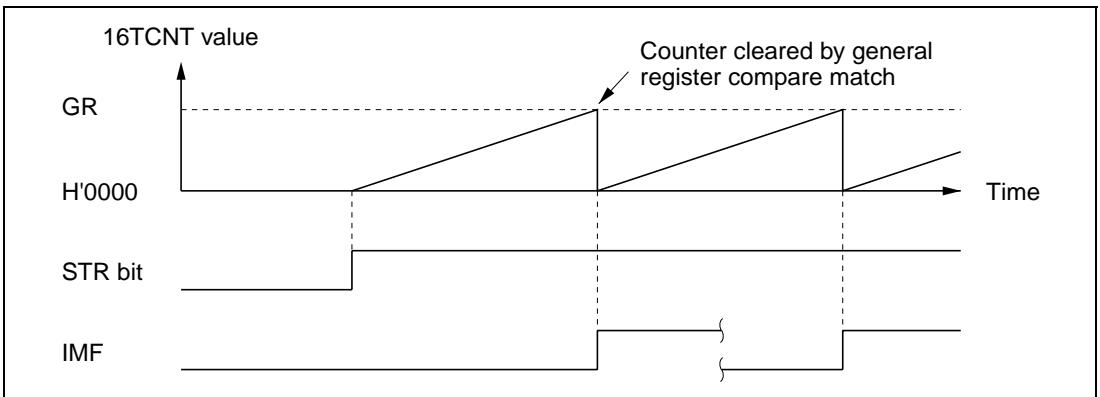 16TCNT value
Counter cleared by general
register compare match
GR
H'0000
Time
STR bit
IMF